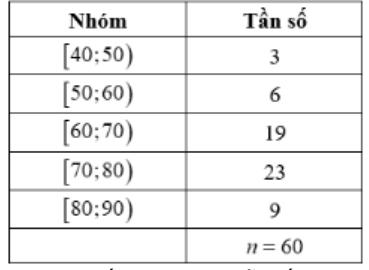 Nhóm Tần số
[40;50) 3
[50;60) 6
[60;70) 19
[70;80) 23
[80;90) 9
n = 60